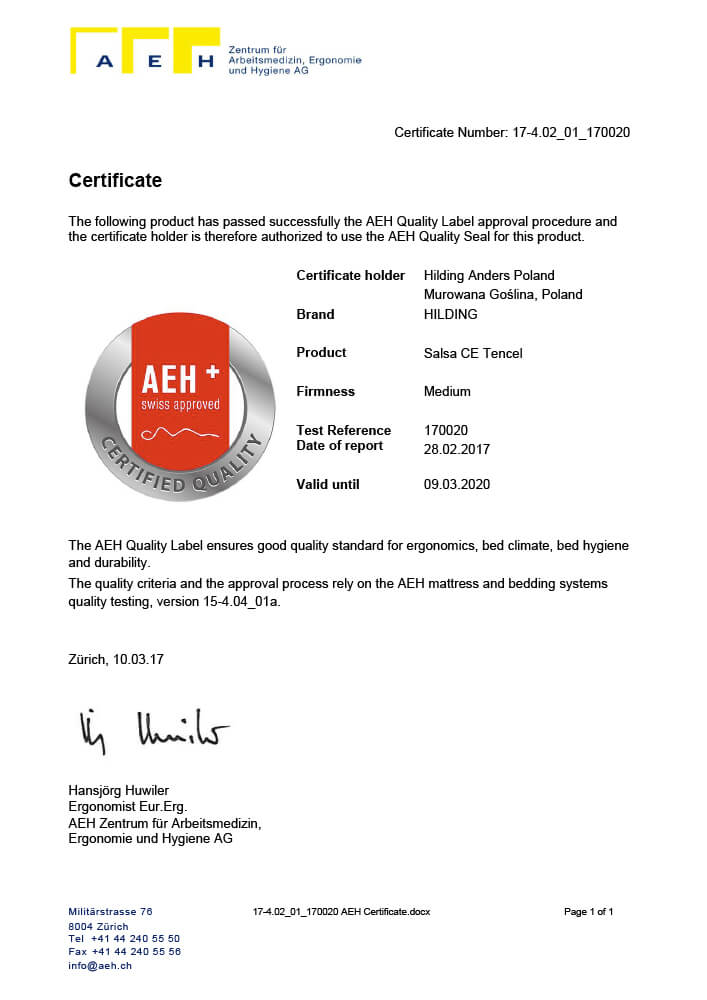 A E H
Zentrum für
Arbeitsmedizin, Ergonomie
und Hygiene AG
Certificate Number: 17-4.02_01_170020
Certificate
The following product has passed successfully the AEH Quality Label approval procedure and
the certificate holder is therefore authorized to use the AEH Quality Seal for this product.
Certificate holder Hilding Anders Poland
Murowana Goślina, Poland
Brand HILDING
Product Salsa CE Tencel
Firmness Medium
Test Reference 170020
Date of report 28.02.2017
Valid until 09.03.2020
AEH +
swiss approved
CERTIFIED QUALITY
The AEH Quality Label ensures good quality standard for ergonomics, bed climate, bed hygiene
and durability.
The quality criteria and the approval process rely on the AEH mattress and bedding systems
quality testing, version 15-4.04_01a.
Zürich, 10.03.17
Hansjörg Huwiler
Ergonomist Eur.Erg.
AEH Zentrum für Arbeitsmedizin,
Ergonomie und Hygiene AG
Militärstrasse 76 17-4.02_01_170020 AEH Certificate.docx Page 1 of 1
8004 Zürich
Tel +41 44 240 55 50
Fax +41 44 240 55 56
info@aeh.ch